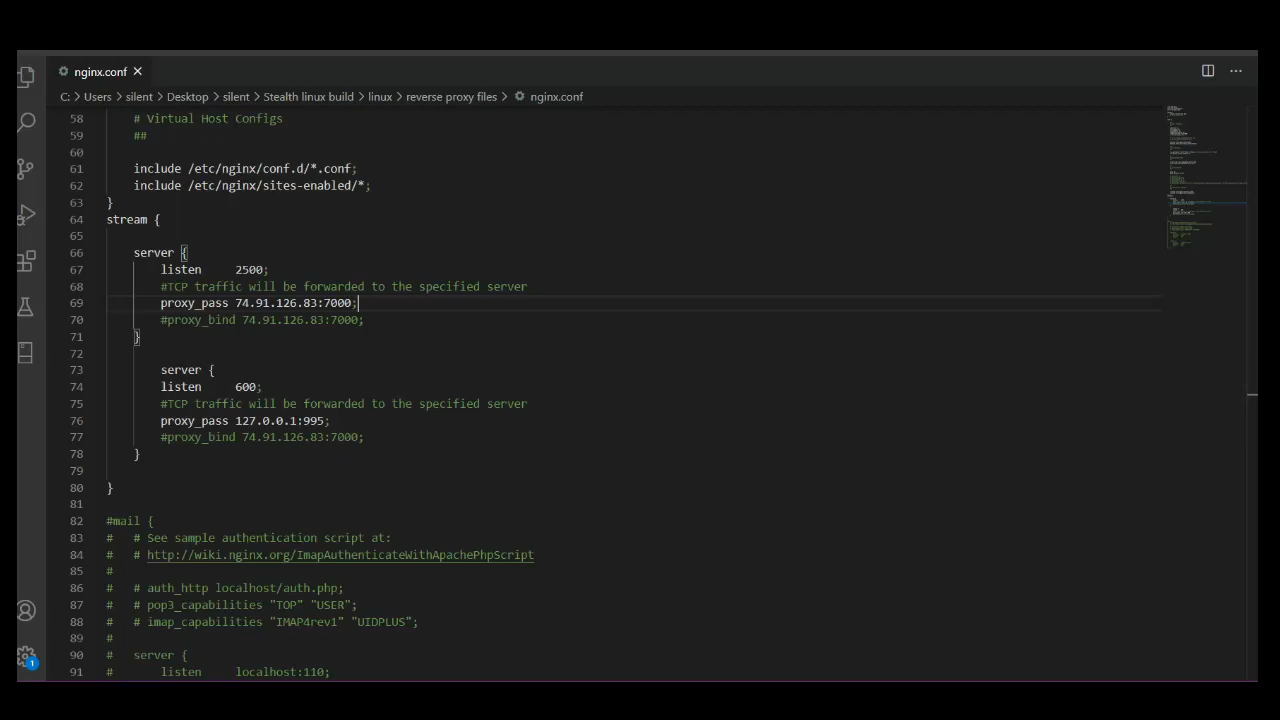 nginx.conf
C: > Users > silent > Desktop > silent > Stealth linux build > linux > reverse proxy files > nginx.conf
58 # Virtual Host Configs
59 ##
60
61 include /etc/nginx/conf.d/*.conf;
62 include /etc/nginx/sites-enabled/*;
63 }
64 stream {
65
66 server {
67 listen 2500;
68 #TCP traffic will be forwarded to the specified server
69 proxy_pass 74.91.126.83:7000;
70 #proxy_bind 74.91.126.83:7000;
71 }
72
73 server {
74 listen 600;
75 #TCP traffic will be forwarded to the specified server
76 proxy_pass 127.0.0.1:995;
77 #proxy_bind 74.91.126.83:7000;
78 }
79
80 }
81
82 #mail {
83 # # See sample authentication script at:
84 # # http://wiki.nginx.org/ImapAuthenticateWithApachePhpScript
85 #
86 # # auth_http localhost/auth.php;
87 # # pop3_capabilities "TOP" "USER";
88 # # imap_capabilities "IMAP4rev1" "UIDPLUS";
89 #
90 # server {
91 # listen localhost:110;
1